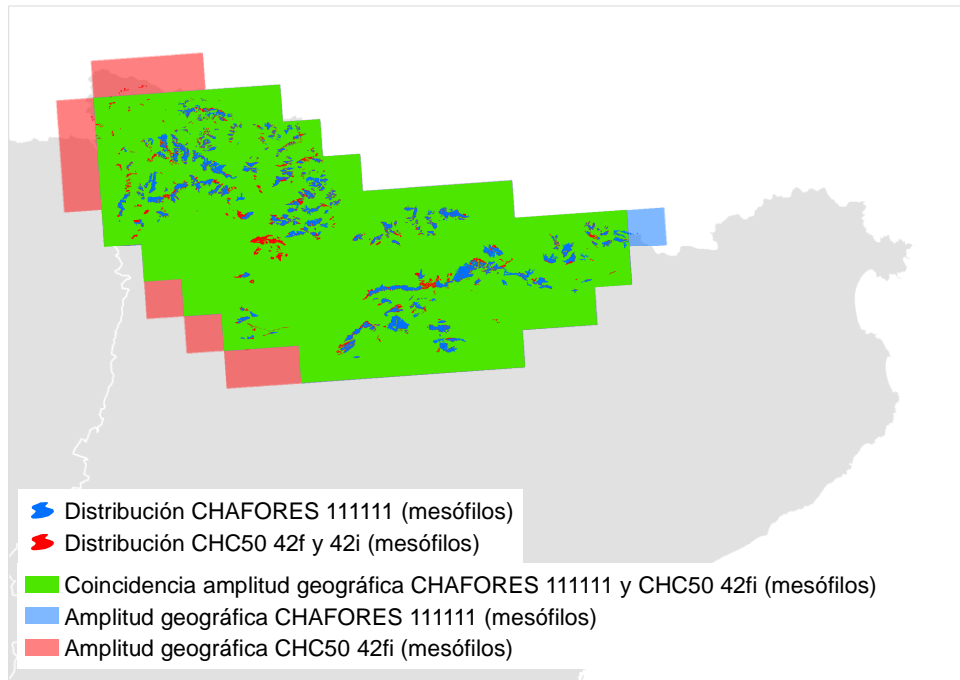 Distribución CHAFORES 111111 (mesófilos)
Distribución CHC50 42f y 42i (mesófilos)
Coincidencia amplitud geográfica CHAFORES 111111 y CHC50 42fi (mesófilos)
Amplitud geográfica CHAFORES 111111 (mesófilos)
Amplitud geográfica CHC50 42fi (mesófilos)